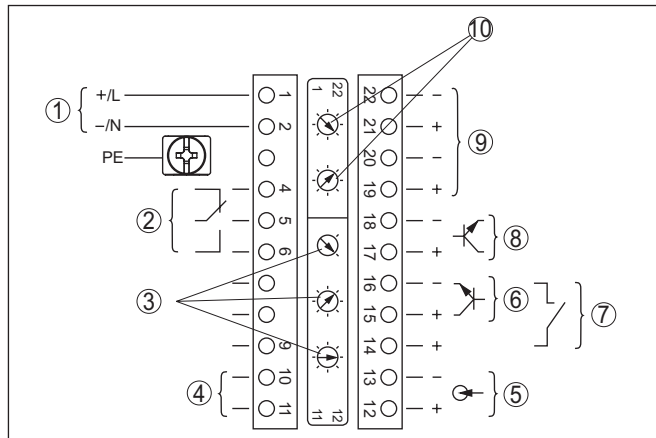 ⑩
1 22
+/L 1 22 −
① ⑨
−/N 2 21 +
PE 20 −
4 19 +
② 5 18 − ⑧
6 17 +
16 − ⑥ ⑦
③ 15 +
9 14 +
④ 10 13 − ⑤
11 12 +
11 12